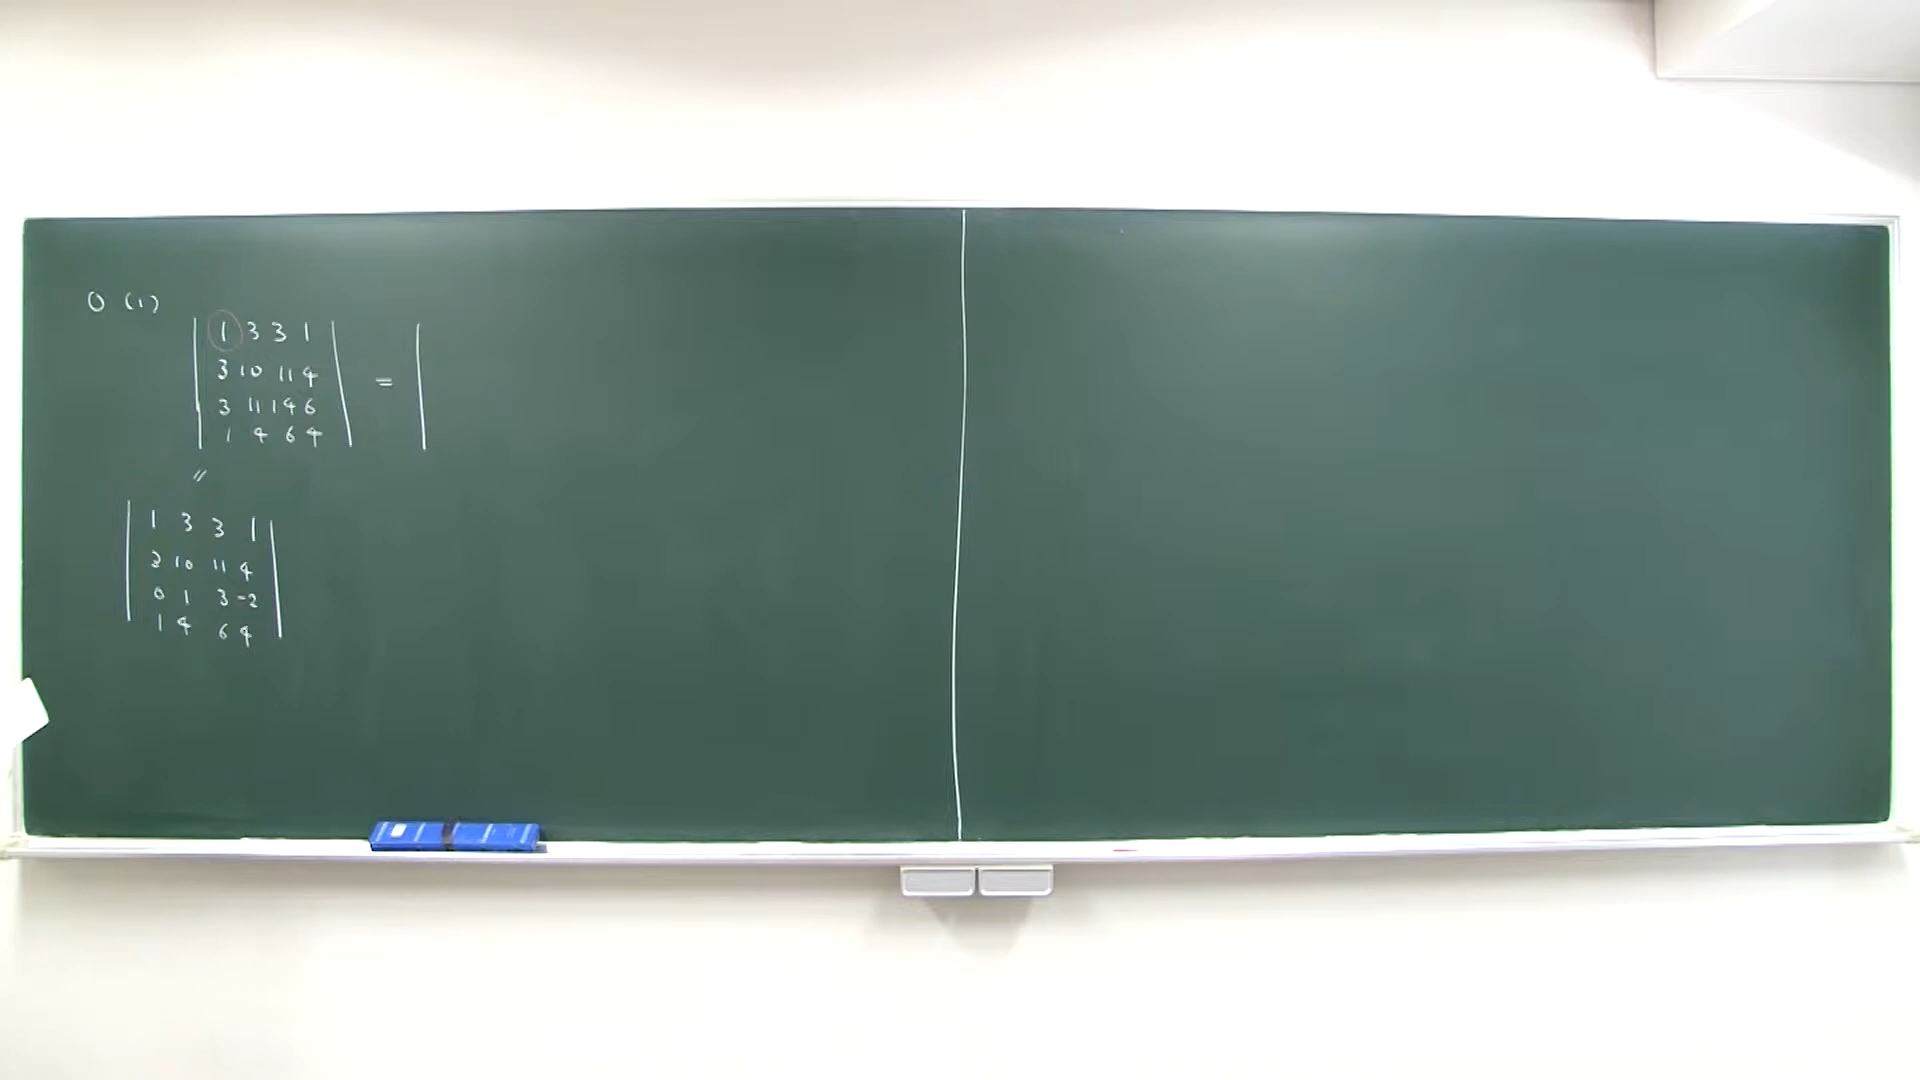 0 (1)
| 1 3 3 1 | = |
| 3 10 11 4 |
| 3 11 14 6 |
| 1 4 6 4 |
〃
| 1 3 3 1 |
| 3 10 11 4 |
| 0 1 3 -2 |
| 1 4 6 4 |